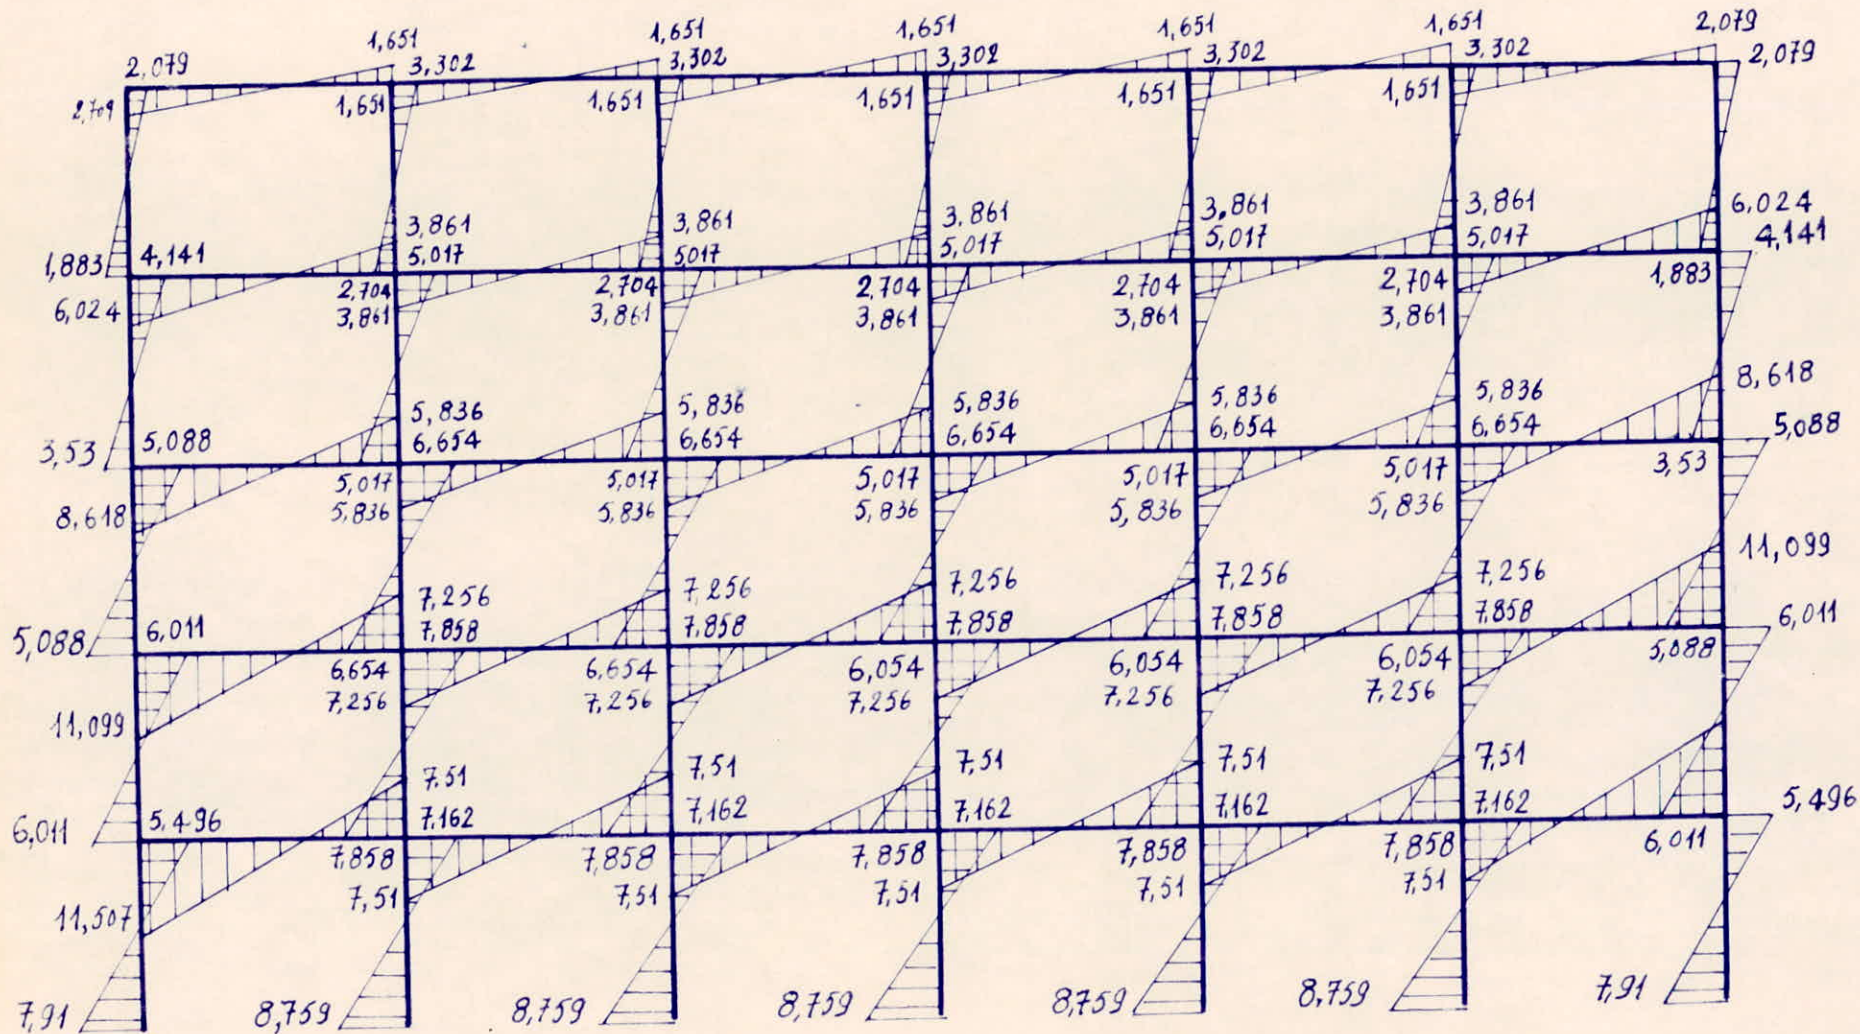 2,079 1,651 1,651 1,651 1,651 1,651 2,079
3,302 3,302 3,302 3,302 3,302 2,079
2,709 1,651 1,651 1,651 1,651 1,651
3,861 3,861 3,861 3,861 3,861 6,024
1,883 4,141 5,017 5,017 5,017 5,017 5,017 4,141
6,024 2,704 2,704 2,704 2,704 2,704 1,883
3,861 3,861 3,861 3,861 3,861
5,836 5,836 5,836 5,836 5,836 8,618
3,53 5,088 6,654 6,654 6,654 6,654 6,654 5,088
5,017 5,017 5,017 5,017 5,017 3,53
8,618 5,836 5,836 5,836 5,836 5,836
7,256 7,256 7,256 7,256 7,256 11,099
5,088 6,011 7,858 7,858 7,858 7,858 7,858 6,011
6,654 6,654 6,054 6,054 6,054 5,088
11,099 7,256 7,256 7,256 7,256 7,256
7,51 7,51 7,51 7,51 7,51
6,011 5,496 7,162 7,162 7,162 7,162 7,162 5,496
7,858 7,858 7,858 7,858 7,858 6,011
11,507 7,51 7,51 7,51 7,51 7,51
7,91 8,759 8,759 8,759 8,759 8,759 7,91